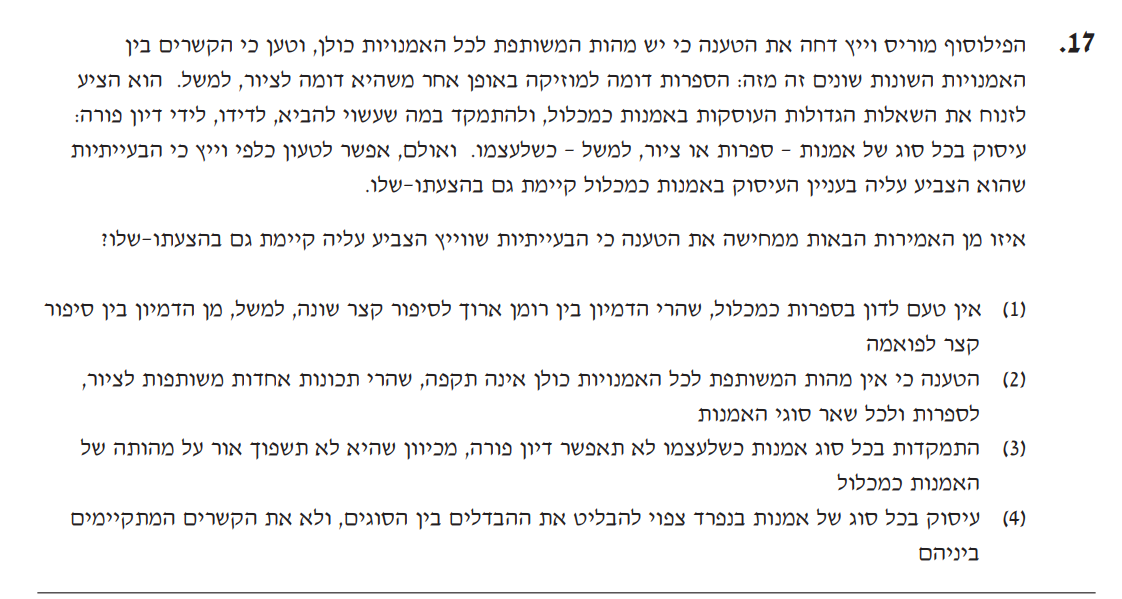 17. הפילוסוף מוריס וייץ דחה את הטענה כי יש מהות המשותפת לכל האמנויות כולן, וטען כי הקשרים בין
האמנויות השונות שונים זה מזה: הספרות דומה למוזיקה באופן אחר משהיא דומה לציור, למשל. הוא הציע
לזנוח את השאלות הגדולות העוסקות באמנות כמכלול, ולהתמקד במה שעשוי להביא, לדידו, לידי דיון פורה:
עיסוק בכל סוג של אמנות – ספרות או ציור, למשל – כשלעצמו. ואולם, אפשר לטעון כלפי וייץ כי הבעייתיות
שהוא הצביע עליה בעניין העיסוק באמנות כמכלול קיימת גם בהצעתו-שלו.
איזו מן האמירות הבאות ממחישה את הטענה כי הבעייתיות שווייץ הצביע עליה קיימת גם בהצעתו-שלו?
(1) אין טעם לדון בספרות כמכלול, שהרי הדמיון בין רומן ארוך לסיפור קצר שונה, למשל, מן הדמיון בין סיפור
קצר לפואמה
(2) הטענה כי אין מהות המשותפת לכל האמנויות כולן אינה תקפה, שהרי תכונות אחדות משותפות לציור,
לספרות ולכל שאר סוגי האמנות
(3) התמקדות בכל סוג אמנות כשלעצמו לא תאפשר דיון פורה, מכיוון שהיא לא תשפוך אור על מהותה של
האמנות כמכלול
(4) עיסוק בכל סוג של אמנות בנפרד צפוי להבליט את ההבדלים בין הסוגים, ולא את הקשרים המתקיימים
ביניהם